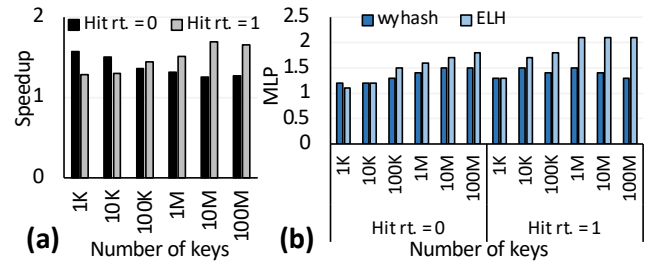 Hit rt. = 0 Hit rt. = 1
Speedup
2
1
0
1K 10K 100K 1M 10M 100M
(a) Number of keys
wyhash ELH
MLP
2.5
2
1.5
1
0.5
0
1K 10K 100K 1M 10M 100M 1K 10K 100K 1M 10M 100M
Hit rt. = 0 Hit rt. = 1
(b) Number of keys